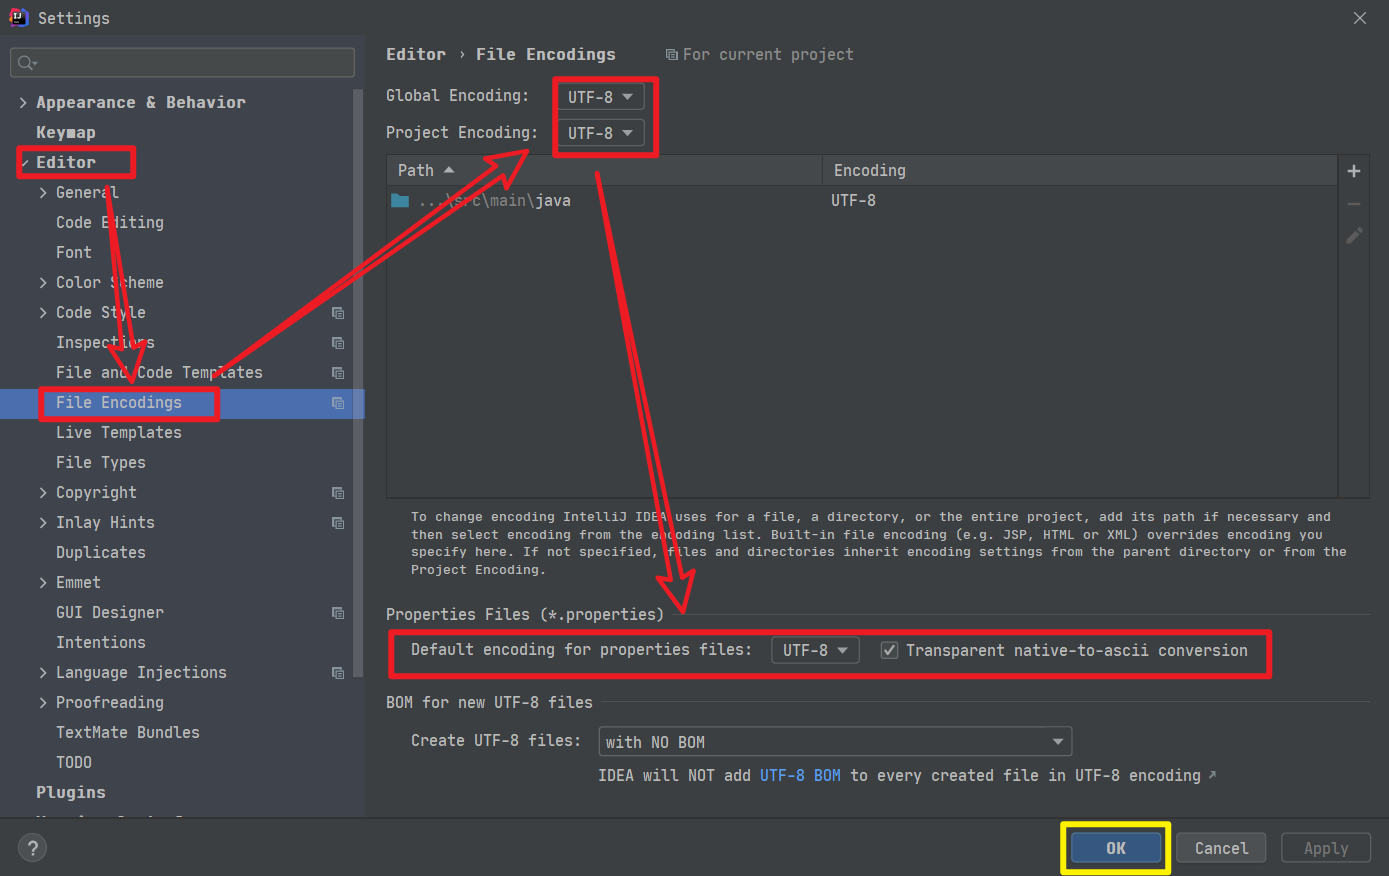 Settings
Appearance & Behavior
Keymap
Editor
General
Code Editing
Font
Color Scheme
Code Style
Inspections
File and Code Templates
File Encodings
Live Templates
File Types
Copyright
Inlay Hints
Duplicates
Emmet
GUI Designer
Intentions
Language Injections
Proofreading
TextMate Bundles
TODO
Plugins
Editor › File Encodings
For current project
Global Encoding: UTF-8
Project Encoding: UTF-8
Path Encoding
...\src\main\java UTF-8
To change encoding IntelliJ IDEA uses for a file, a directory, or the entire project, add its path if necessary and
then select encoding from the encoding list. Built-in file encoding (e.g. JSP, HTML or XML) overrides encoding you
specify here. If not specified, files and directories inherit encoding settings from the parent directory or from the
Project Encoding.
Properties Files (*.properties)
Default encoding for properties files: UTF-8 Transparent native-to-ascii conversion
BOM for new UTF-8 files
Create UTF-8 files: with NO BOM
IDEA will NOT add UTF-8 BOM to every created file in UTF-8 encoding ↗
? OK Cancel Apply